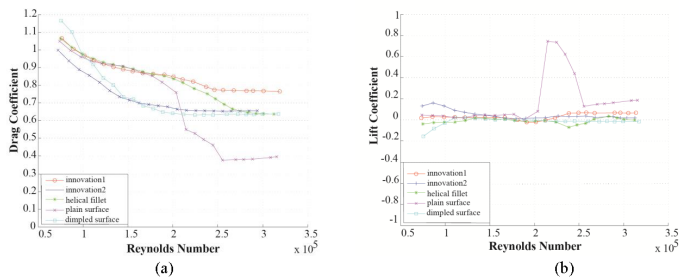 1.2
1.1
1
0.9
0.8
0.7
0.6
0.5
0.4
0.3
0.2
0.1
0
Drag Coefficient
innovation1
innovation2
helical fillet
plain surface
dimpled surface
0.5
1
1.5
2
2.5
3
3.5
x 10^5
Reynolds Number
(a)
1
0.8
0.6
0.4
0.2
0
-0.2
-0.4
-0.6
-0.8
-1
Lift Coefficient
innovation1
innovation2
helical fillet
plain surface
dimpled surface
0.5
1
1.5
2
2.5
3
3.5
x 10^5
Reynolds Number
(b)